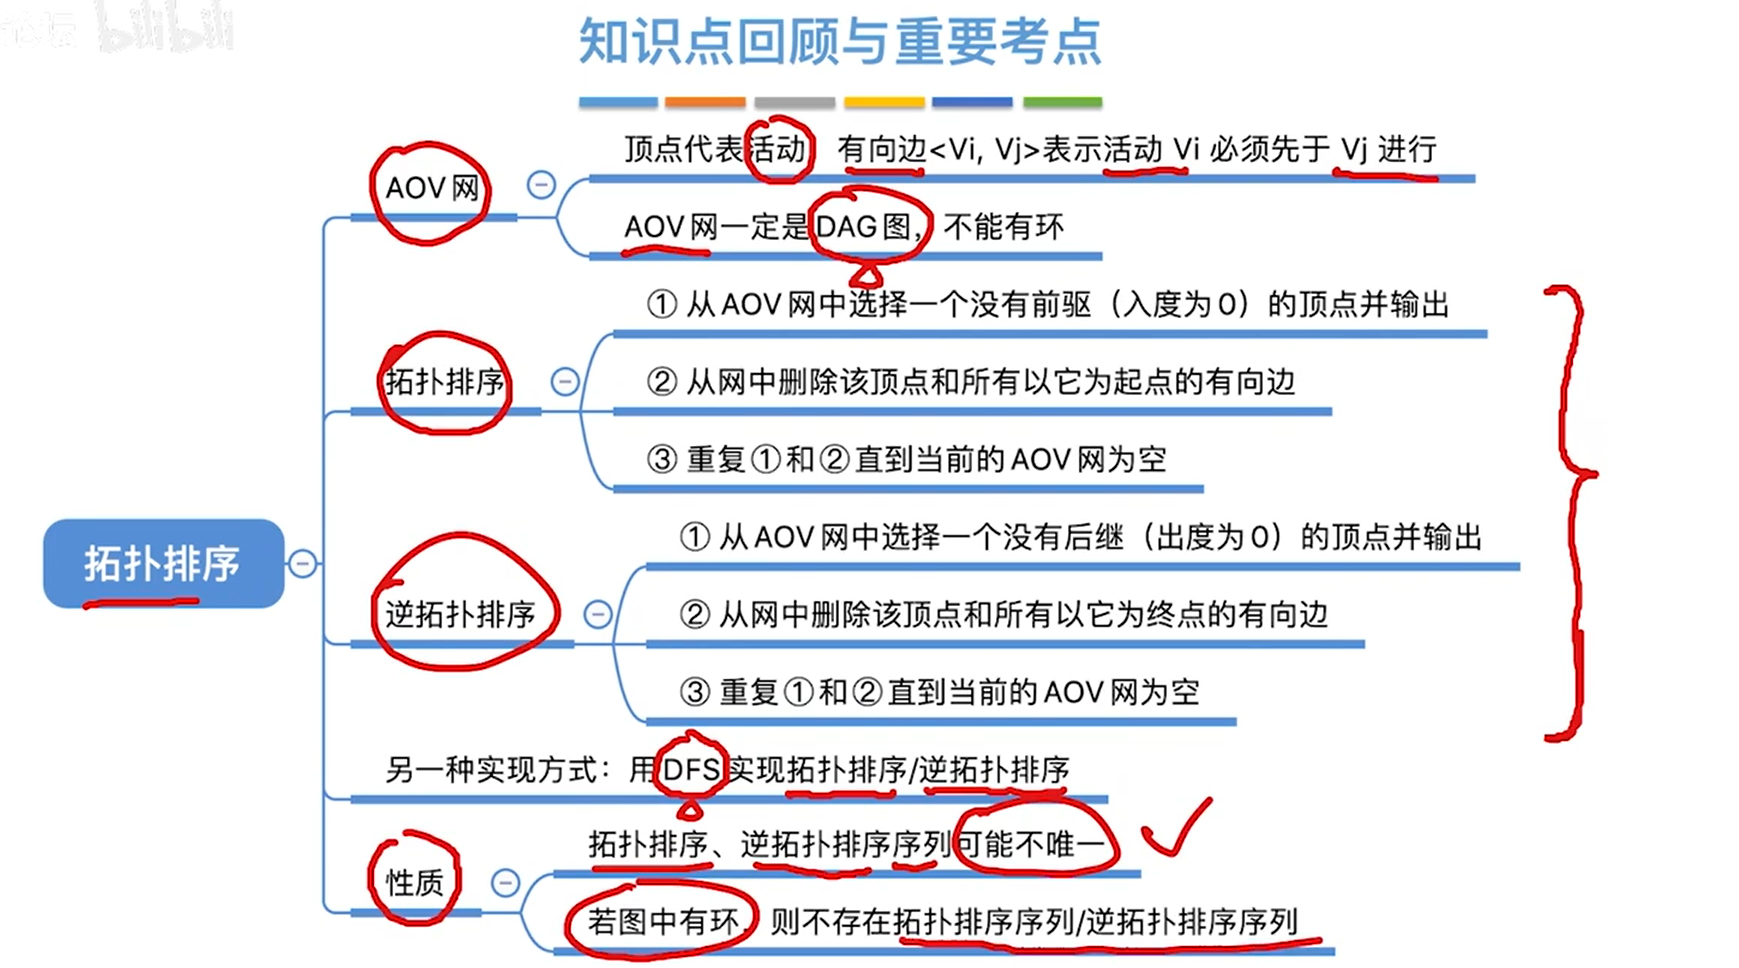 bilibili
知识点回顾与重要考点
顶点代表活动 有向边<Vi, Vj>表示活动 Vi 必须先于 Vj 进行
AOV网
AOV网一定是DAG图，不能有环
① 从AOV网中选择一个没有前驱（入度为0）的顶点并输出
拓扑排序
② 从网中删除该顶点和所有以它为起点的有向边
③ 重复①和②直到当前的AOV网为空
拓扑排序
① 从AOV网中选择一个没有后继（出度为0）的顶点并输出
逆拓扑排序
② 从网中删除该顶点和所有以它为终点的有向边
③ 重复①和②直到当前的AOV网为空
另一种实现方式：用DFS实现拓扑排序/逆拓扑排序
拓扑排序、逆拓扑排序序列可能不唯一
性质
若图中有环，则不存在拓扑排序序列/逆拓扑排序序列